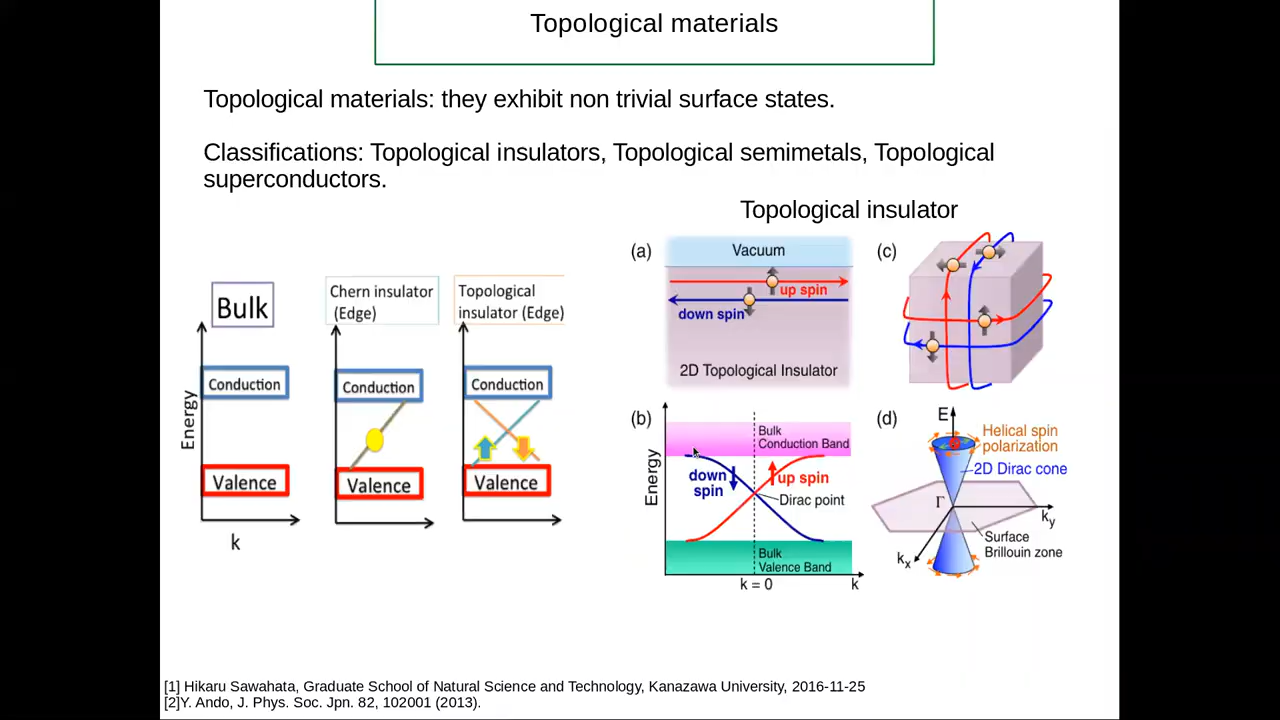 Topological materials
Topological materials: they exhibit non trivial surface states.
Classifications: Topological insulators, Topological semimetals, Topological
superconductors.
Topological insulator
Bulk
Conduction
Valence
Energy
k
Chern insulator
(Edge)
Conduction
Valence
Topological
insulator (Edge)
Conduction
Valence
(a)
Vacuum
up spin
down spin
2D Topological Insulator
(b)
Energy
Bulk
Conduction Band
down
spin
up spin
Dirac point
Bulk
Valence Band
k = 0
k
(c)
(d)
E
Helical spin
polarization
2D Dirac cone
Γ
ky
kx
Surface
Brillouin zone
[1] Hikaru Sawahata, Graduate School of Natural Science and Technology, Kanazawa University, 2016-11-25
[2]Y. Ando, J. Phys. Soc. Jpn. 82, 102001 (2013).